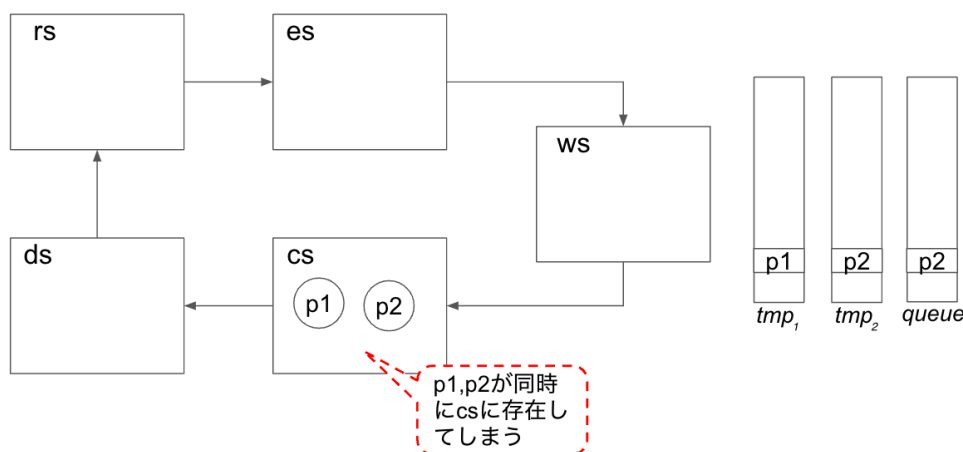 rs
es
ws
ds
cs
p1
p2
p1
p2
p2
tmp₁
tmp₂
queue
p1,p2が同時
にcsに存在し
てしまう